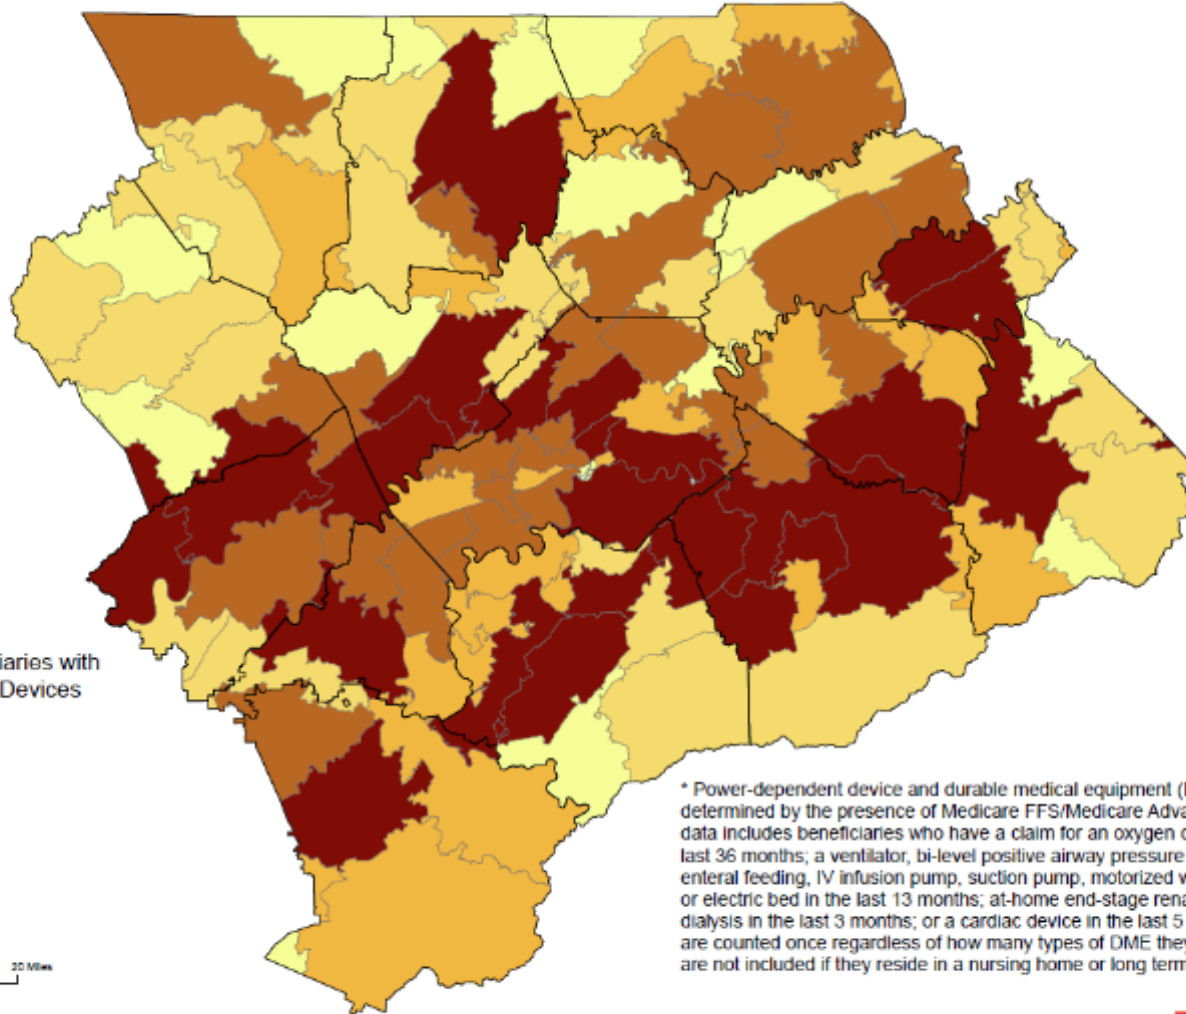 iaries with
Devices
20 Miles
* Power-dependent device and durable medical equipment (
determined by the presence of Medicare FFS/Medicare Adva
data includes beneficiaries who have a claim for an oxygen c
last 36 months; a ventilator, bi-level positive airway pressure
enteral feeding, IV infusion pump, suction pump, motorized w
or electric bed in the last 13 months; at-home end-stage rena
dialysis in the last 3 months; or a cardiac device in the last 5
are counted once regardless of how many types of DME they
are not included if they reside in a nursing home or long term